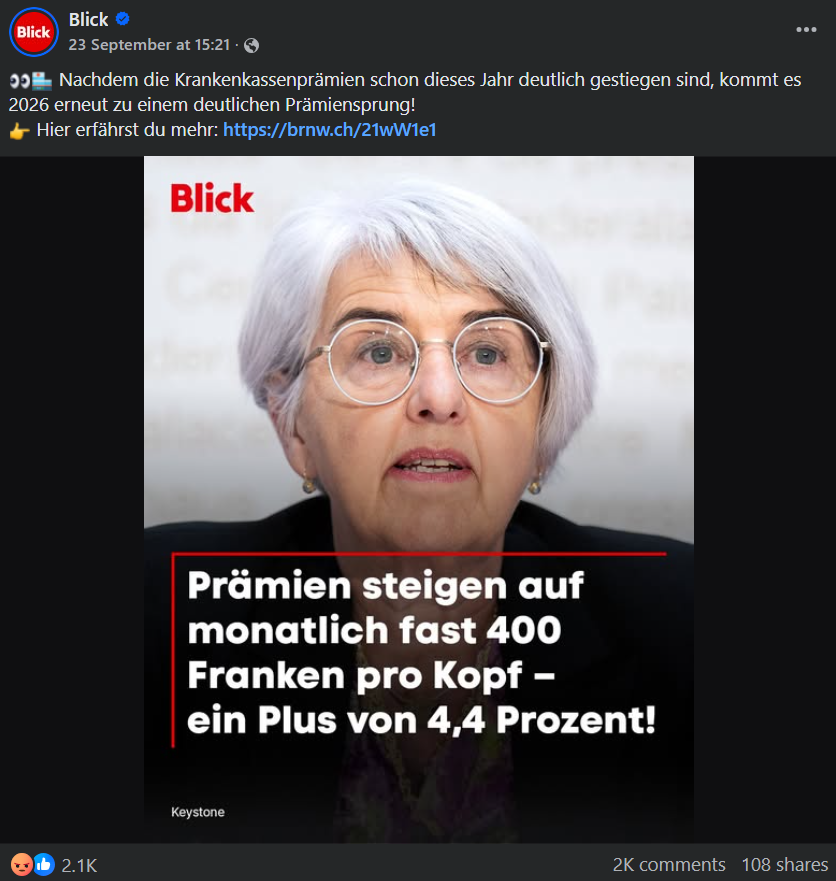 Blick
Blick
23 September at 15:21 ·
Nachdem die Krankenkassenprämien schon dieses Jahr deutlich gestiegen sind, kommt es
2026 erneut zu einem deutlichen Prämiensprung!
Hier erfährst du mehr: https://brnw.ch/21wW1e1
Blick
Prämien steigen auf
monatlich fast 400
Franken pro Kopf –
ein Plus von 4,4 Prozent!
Keystone
2.1K
2K comments 108 shares